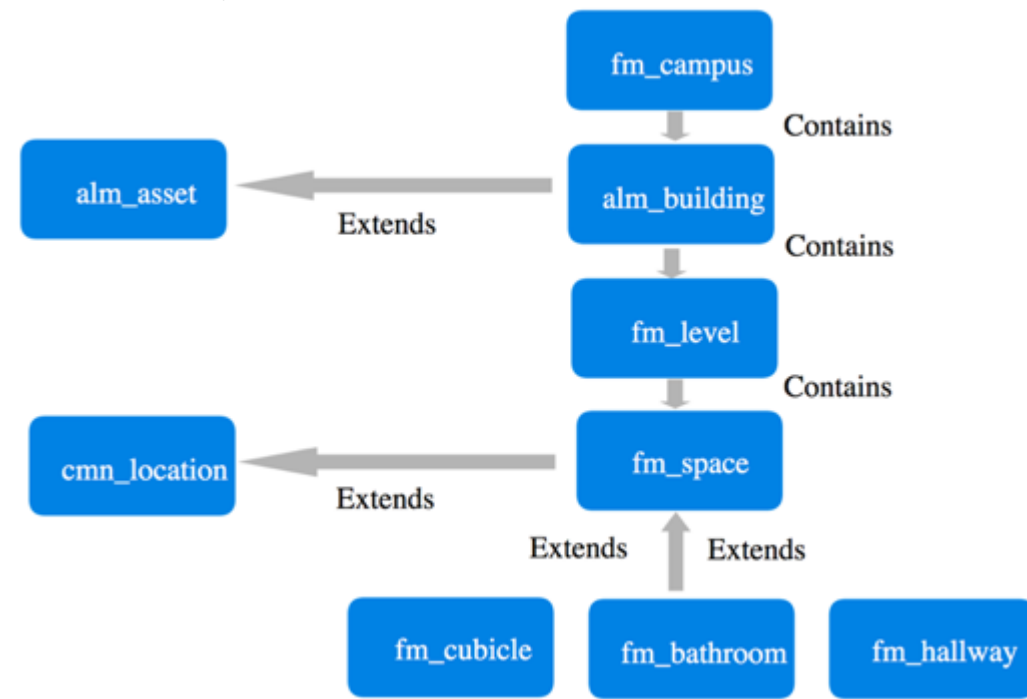 fm_campus
Contains
alm_asset
alm_building
Extends
Contains
fm_level
Contains
cmn_location
fm_space
Extends
Extends
Extends
fm_cubicle
fm_bathroom
fm_hallway